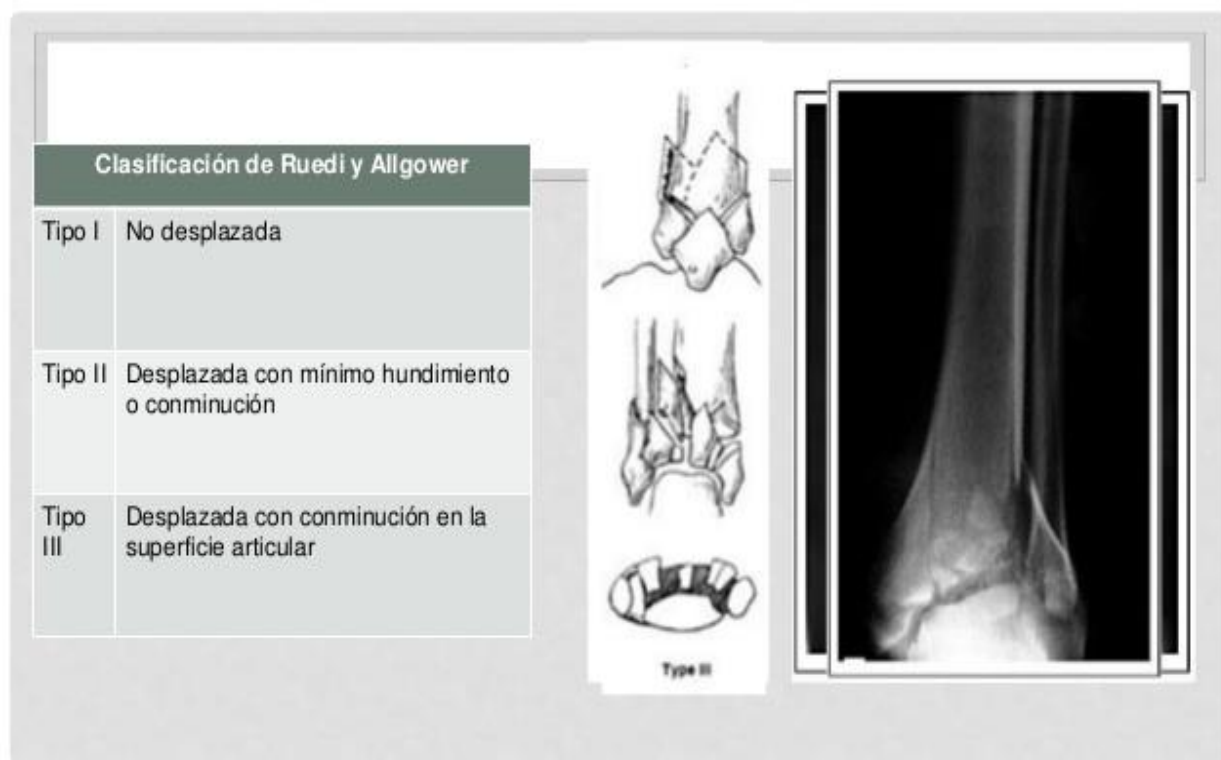 Clasificación de Ruedi y Allgower
Tipo I No desplazada
Tipo II Desplazada con mínimo hundimiento
o conminución
Tipo
III
Desplazada con conminución en la
superficie articular
Type III